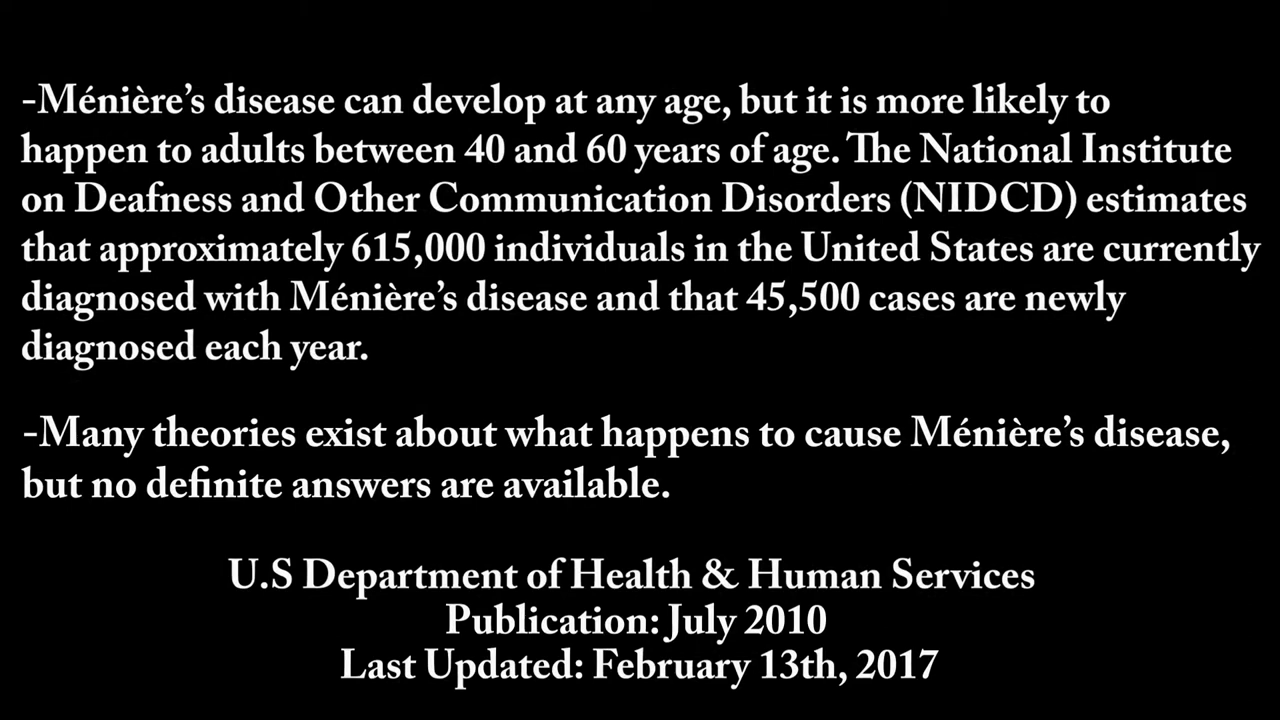 -Ménière’s disease can develop at any age, but it is more likely to
happen to adults between 40 and 60 years of age. The National Institute
on Deafness and Other Communication Disorders (NIDCD) estimates
that approximately 615,000 individuals in the United States are currently
diagnosed with Ménière’s disease and that 45,500 cases are newly
diagnosed each year.
-Many theories exist about what happens to cause Ménière’s disease,
but no definite answers are available.
U.S Department of Health & Human Services
Publication: July 2010
Last Updated: February 13th, 2017